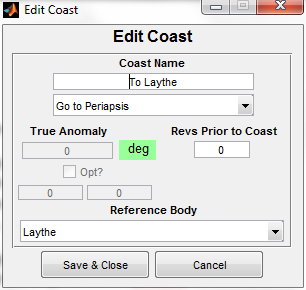 Edit Coast
Edit Coast
Coast Name
To Laythe
Go to Periapsis
True Anomaly Revs Prior to Coast
0 deg 0
Opt?
0 0
Reference Body
Laythe
Save & Close Cancel